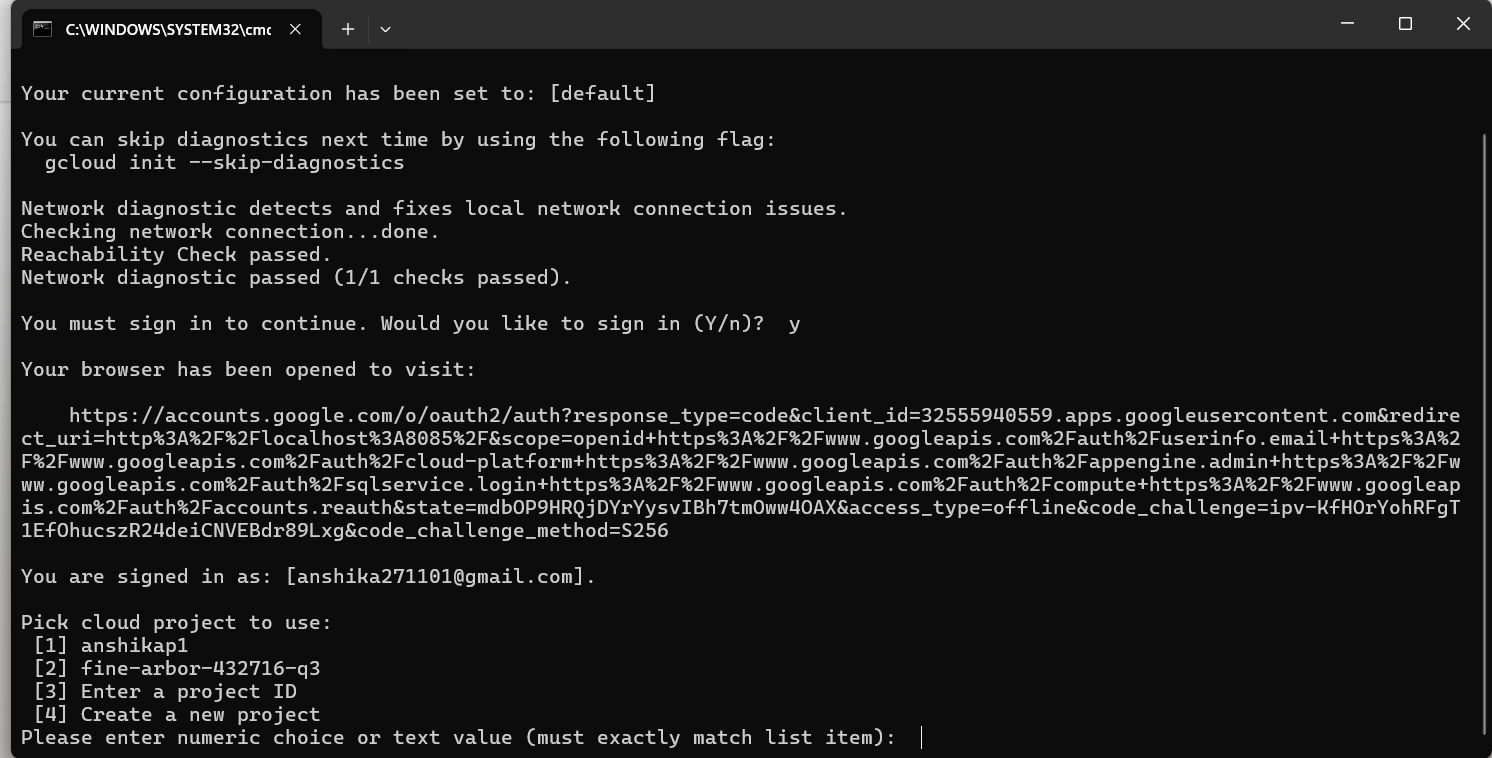 C:\WINDOWS\SYSTEM32\cmd
Your current configuration has been set to: [default]
You can skip diagnostics next time by using the following flag:
gcloud init --skip-diagnostics
Network diagnostic detects and fixes local network connection issues.
Checking network connection...done.
Reachability Check passed.
Network diagnostic passed (1/1 checks passed).
You must sign in to continue. Would you like to sign in (Y/n)?  y
Your browser has been opened to visit:
https://accounts.google.com/o/oauth2/auth?response_type=code&client_id=32555940559.apps.googleusercontent.com&redire
ct_uri=http%3A%2F%2Flocalhost%3A8085%2F&scope=openid+https%3A%2F%2Fwww.googleapis.com%2Fauth%2Fuserinfo.email+https%3A%2
F%2Fwww.googleapis.com%2Fauth%2Fcloud-platform+https%3A%2F%2Fwww.googleapis.com%2Fauth%2Fappengine.admin+https%3A%2F%2Fw
ww.googleapis.com%2Fauth%2Fsqlservice.login+https%3A%2F%2Fwww.googleapis.com%2Fauth%2Fcompute+https%3A%2F%2Fwww.googleap
is.com%2Fauth%2Faccounts.reauth&state=mdbOP9HRQjDYrYysvIBh7tmOww4OAX&access_type=offline&code_challenge=ipv-KfHOrYohRFgT
1EfOhucszR24deiCNVEBdr89Lxg&code_challenge_method=S256
You are signed in as: [anshika271101@gmail.com].
Pick cloud project to use:
[1] anshikap1
[2] fine-arbor-432716-q3
[3] Enter a project ID
[4] Create a new project
Please enter numeric choice or text value (must exactly match list item):